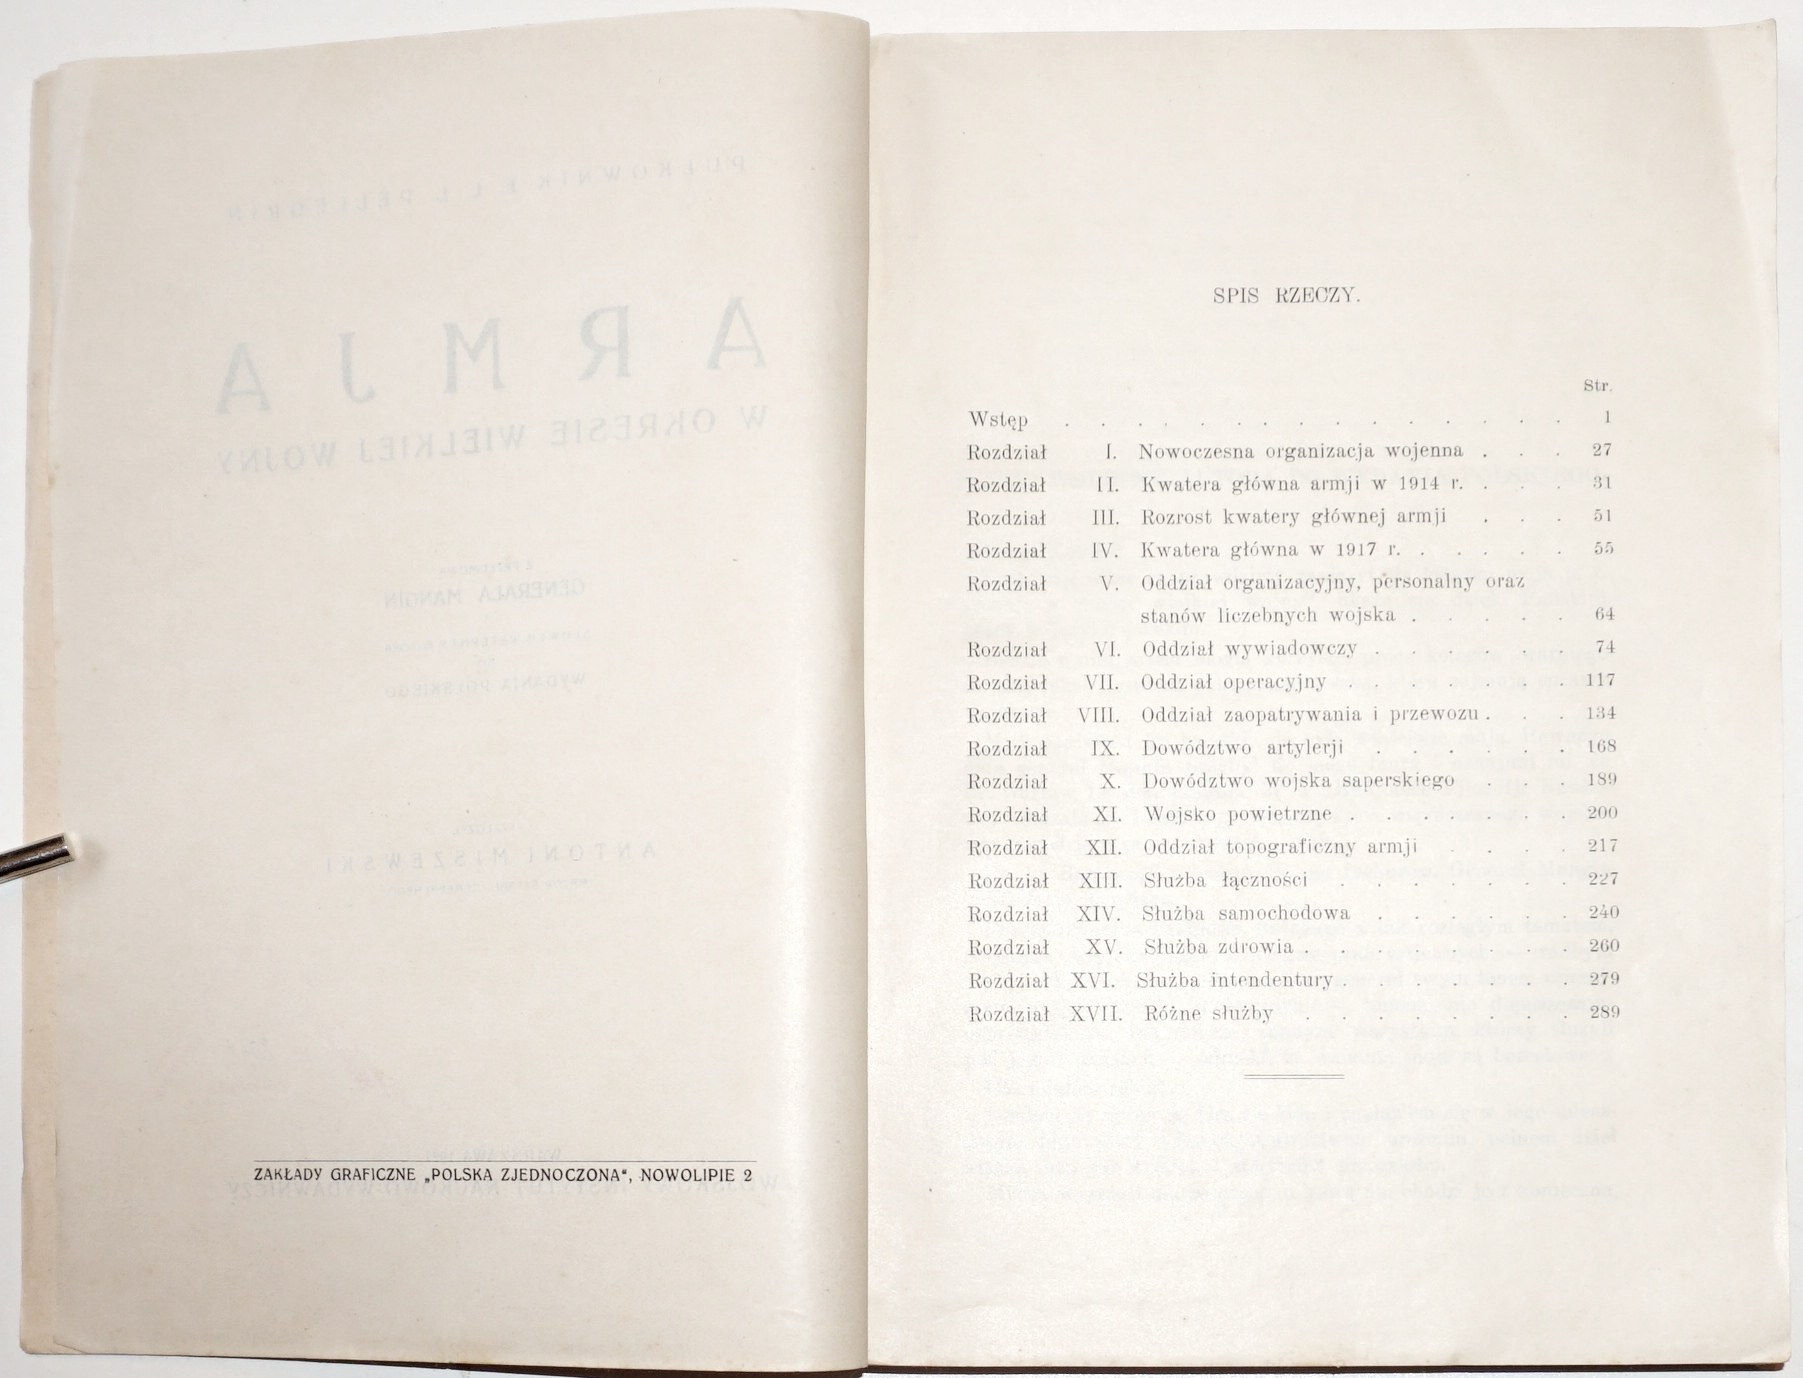 ZAKŁADY GRAFICZNE „POLSKA ZJEDNOCZONA“, NOWOLIPIE 2
SPIS RZECZY.
Str.
Wstęp . . . . . . . . . . . . . . . 1
Rozdział I. Nowoczesna organizacja wojenna . . . 27
Rozdział II. Kwatera główna armji w 1914 r. . . . 31
Rozdział III. Rozrost kwatery głównej armji . . . 51
Rozdział IV. Kwatera główna w 1917 r. . . . . . 55
Rozdział V. Oddział organizacyjny, personalny oraz
stanów liczebnych wojska . . . . . 64
Rozdział VI. Oddział wywiadowczy . . . . . . 74
Rozdział VII. Oddział operacyjny . . . . . . . 117
Rozdział VIII. Oddział zaopatrywania i przewozu . . . 134
Rozdział IX. Dowództwo artylerji . . . . . . 168
Rozdział X. Dowództwo wojska saperskiego . . . 189
Rozdział XI. Wojsko powietrzne . . . . . . . 200
Rozdział XII. Oddział topograficzny armji . . . . 217
Rozdział XIII. Służba łączności . . . . . . . 227
Rozdział XIV. Służba samochodowa . . . . . . 240
Rozdział XV. Służba zdrowia . . . . . . . . 260
Rozdział XVI. Służba intendentury . . . . . . . 279
Rozdział XVII. Różne służby . . . . . . . . 289